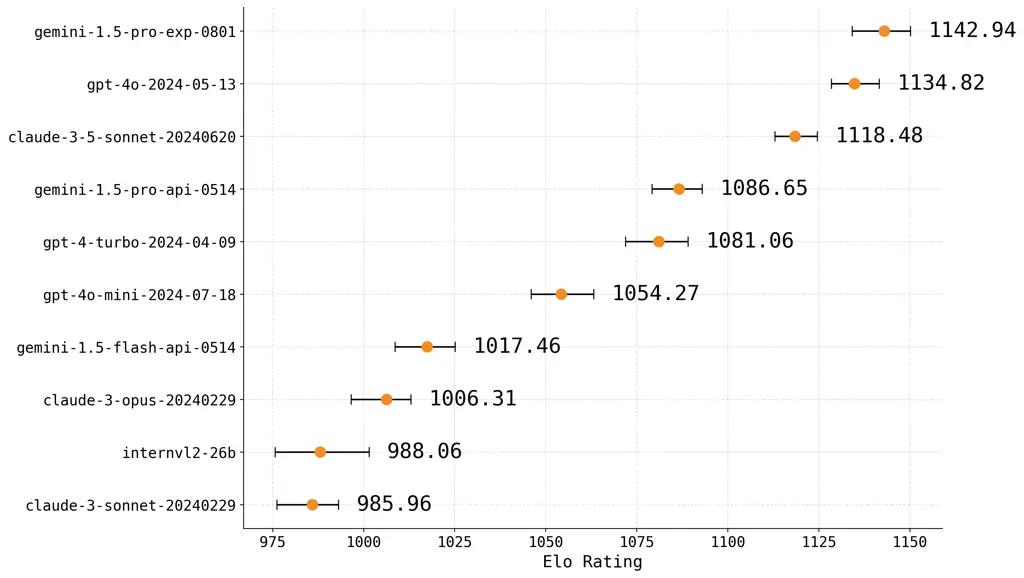 gemini-1.5-pro-exp-0801 1142.94
gpt-4o-2024-05-13 1134.82
claude-3-5-sonnet-20240620 1118.48
gemini-1.5-pro-api-0514 1086.65
gpt-4-turbo-2024-04-09 1081.06
gpt-4o-mini-2024-07-18 1054.27
gemini-1.5-flash-api-0514 1017.46
claude-3-opus-20240229 1006.31
internvl2-26b 988.06
claude-3-sonnet-20240229 985.96
975 1000 1025 1050 1075 1100 1125 1150
Elo Rating